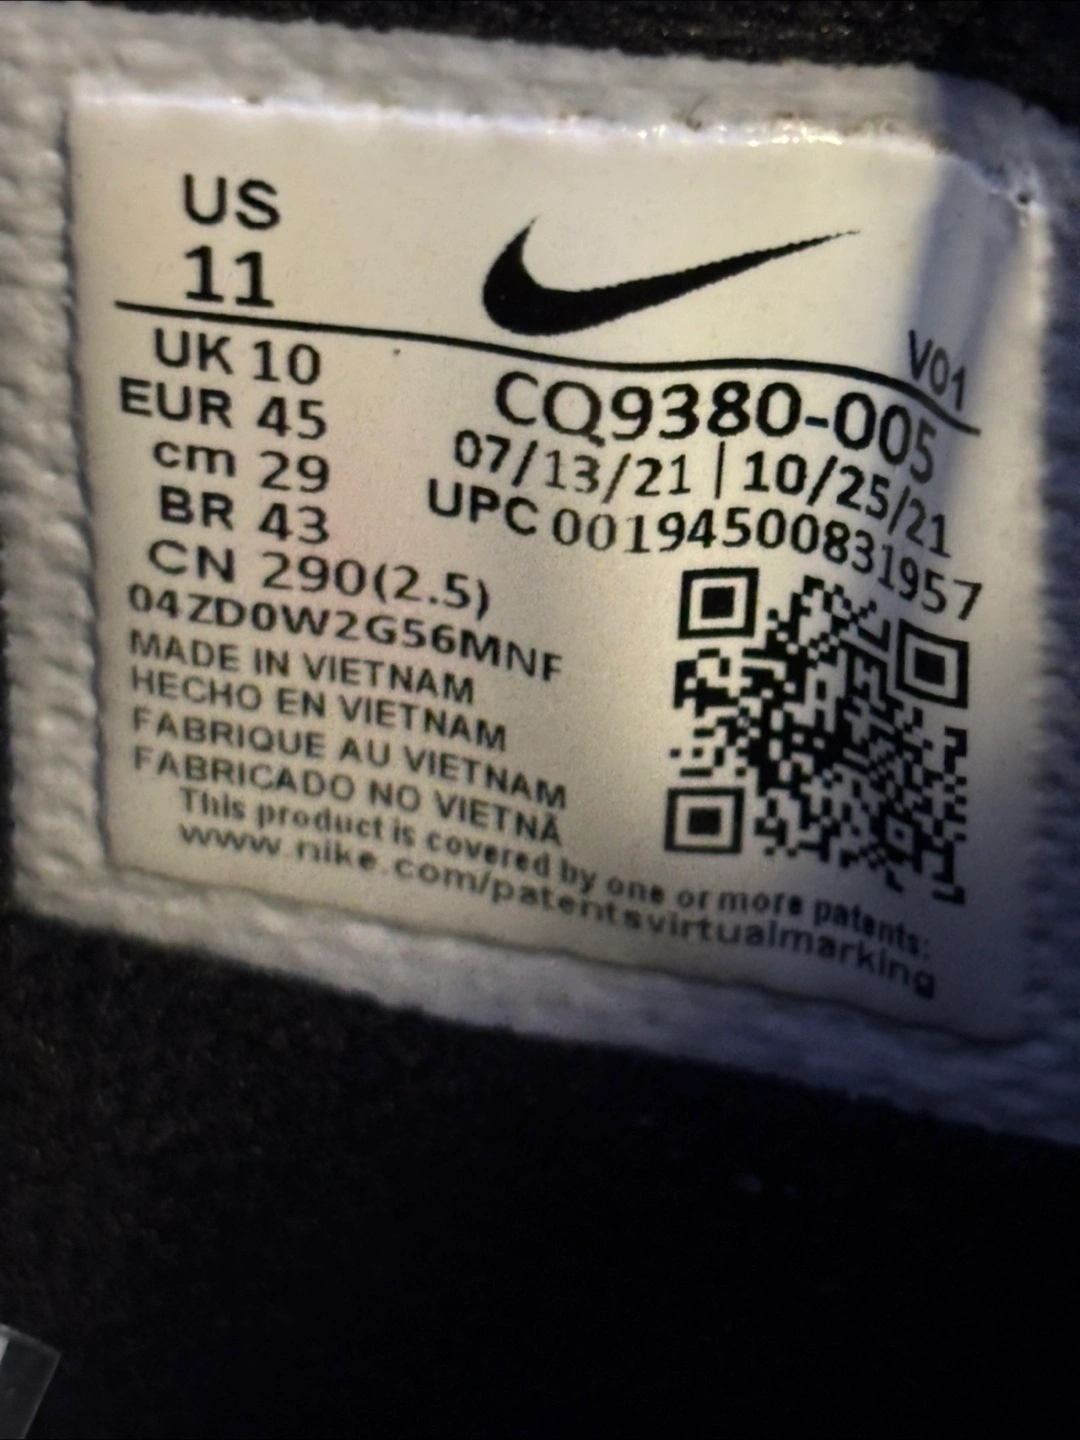 US
11
UK 10
EUR 45
cm 29
BR 43
CN 290(2.5)
V01
CQ9380-005
07/13/21 | 10/25/21
UPC 00194500831957
04ZD0W2G56MNF
MADE IN VIETNAM
HECHO EN VIETNAM
FABRIQUE AU VIETNAM
FABRICADO NO VIETNÃ
This product is covered by one or more patents:
www.nike.com/patentsvirtualmarking